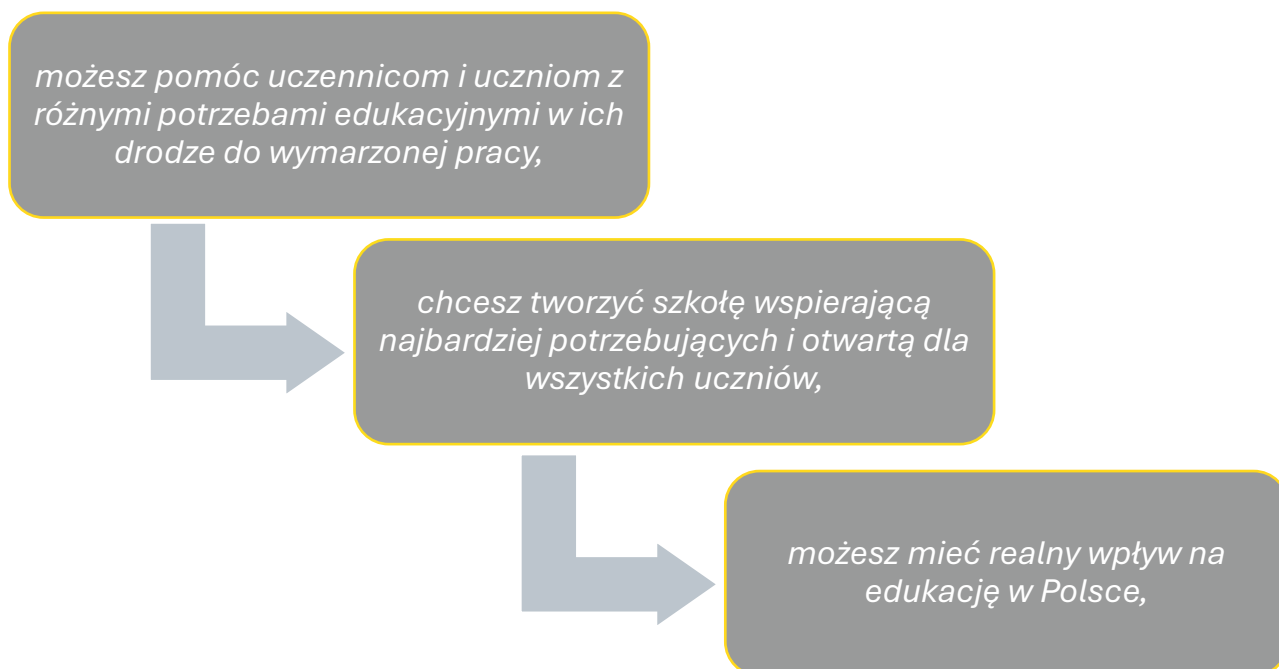 możesz pomóc uczennicom i uczniom z
różnymi potrzebami edukacyjnymi w ich
drodze do wymarzonej pracy,
chcesz tworzyć szkołę wspierającą
najbardziej potrzebujących i otwartą dla
wszystkich uczniów,
możesz mieć realny wpływ na
edukację w Polsce,